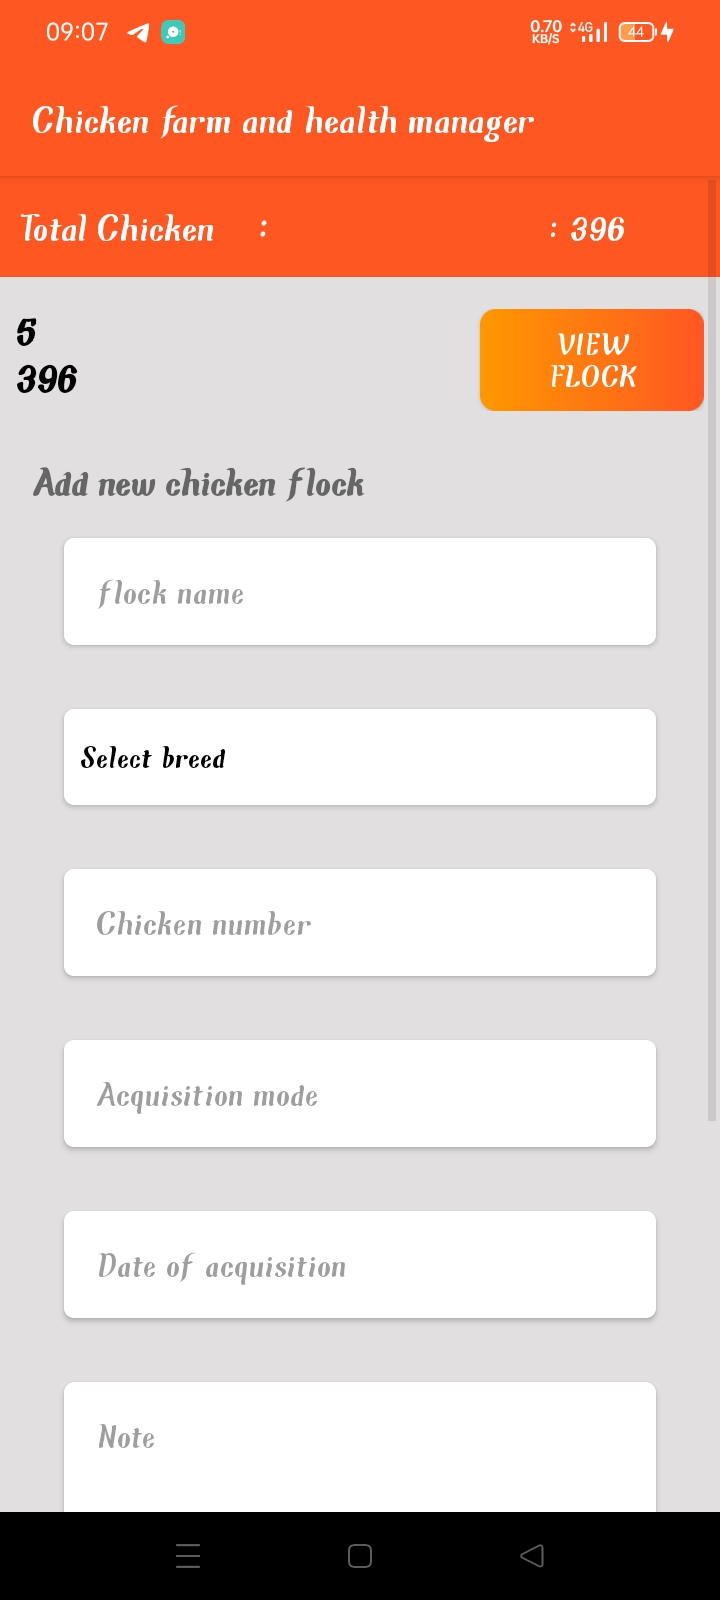 09:07 0.70 KB/S 4G 44
Chicken farm and health manager
Total Chicken : : 396
5
396
VIEW
FLOCK
Add new chicken flock
flock name
Select breed
Chicken number
Acquisition mode
Date of acquisition
Note